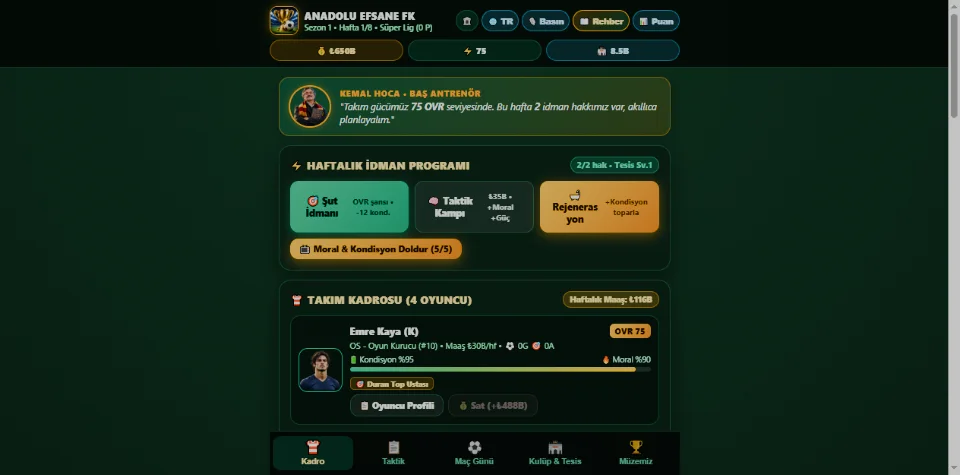 ANADOLU EFSANE FK
Sezon 1 • Hafta 1/8 • Süper Lig (0 P)
TR
Basın
Rehber
Puan
₺650B
75
8.5B
KEMAL HOCA • BAŞ ANTRENÖR
"Takım gücümüz 75 OVR seviyesinde. Bu hafta 2 idman hakkımız var, akıllıca
planlayalım."
HAFTALIK İDMAN PROGRAMI
2/2 hak • Tesis Sv.1
Şut
İdmanı
OVR şansı •
-12 kond.
Taktik
Kampı
₺35B •
+Moral
+Güç
Rejeneras
yon
+Kondisyon
toparla
Moral & Kondisyon Doldur (5/5)
TAKIM KADROSU (4 OYUNCU)
Haftalık Maaş: ₺116B
Emre Kaya (K)
OVR 75
OS - Oyun Kurucu (#10) • Maaş ₺30B/hf • 0G 0A
Kondisyon %95
Moral %90
Duran Top Ustası
Oyuncu Profili
Sat (+₺488B)
Kadro
Taktik
Maç Günü
Kulüp & Tesis
Müzemiz